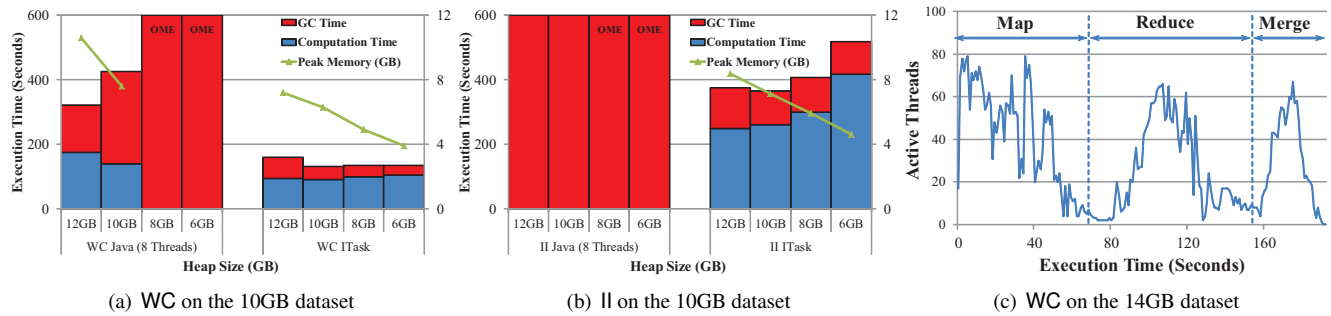 600
400
200
0
Execution Time (Seconds)
12
8
4
0
OME OME
GC Time
Computation Time
Peak Memory (GB)
12GB 10GB 8GB 6GB 12GB 10GB 8GB 6GB
WC Java (8 Threads) WC ITask
Heap Size (GB)
(a) WC on the 10GB dataset
600
400
200
0
Execution Time (Seconds)
12
8
4
0
OME OME
GC Time
Computation Time
Peak Memory (GB)
12GB 10GB 8GB 6GB 12GB 10GB 8GB 6GB
II Java (8 Threads) II ITask
Heap Size (GB)
(b) II on the 10GB dataset
100
80
60
40
20
0
Active Threads
Map Reduce Merge
0 40 80 120 160
Execution Time (Seconds)
(c) WC on the 14GB dataset